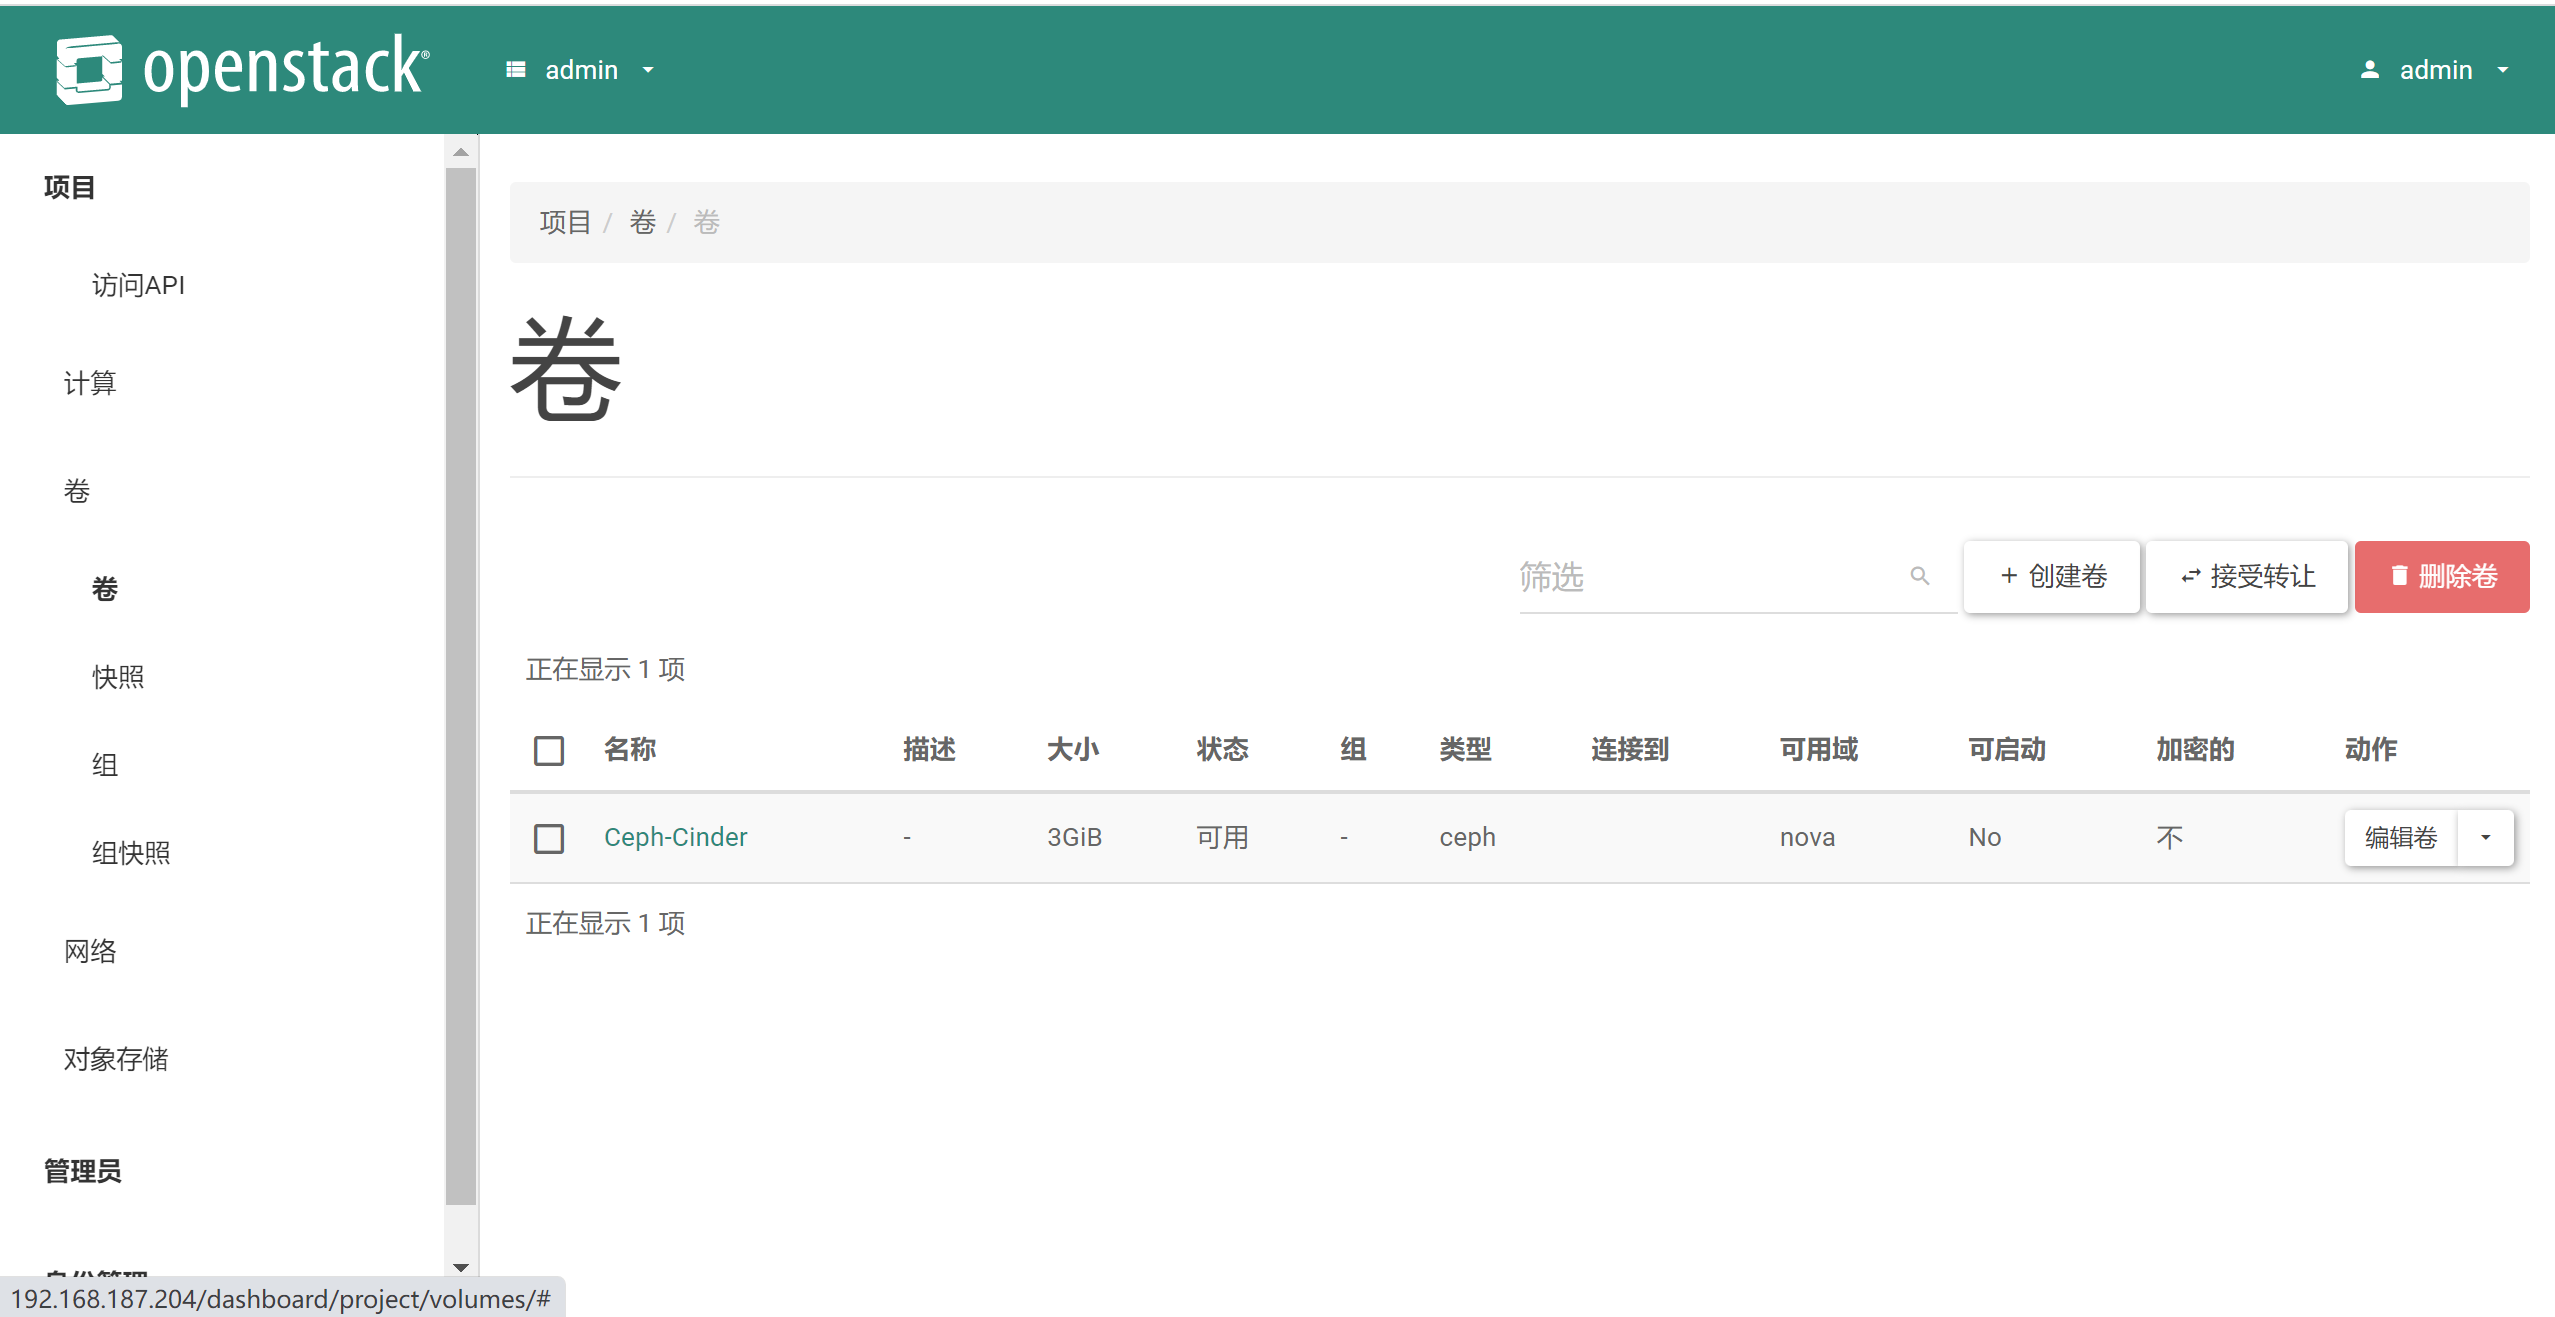 openstack®
admin
admin
项目
访问API
计算
卷
卷
快照
组
组快照
网络
对象存储
管理员
身份管理
项目 / 卷 / 卷
卷
筛选
创建卷
接受转让
删除卷
正在显示 1 项
名称 描述 大小 状态 组 类型 连接到 可用域 可启动 加密的 动作
Ceph-Cinder - 3GiB 可用 - ceph nova No 不 编辑卷
正在显示 1 项
192.168.187.204/dashboard/project/volumes/#